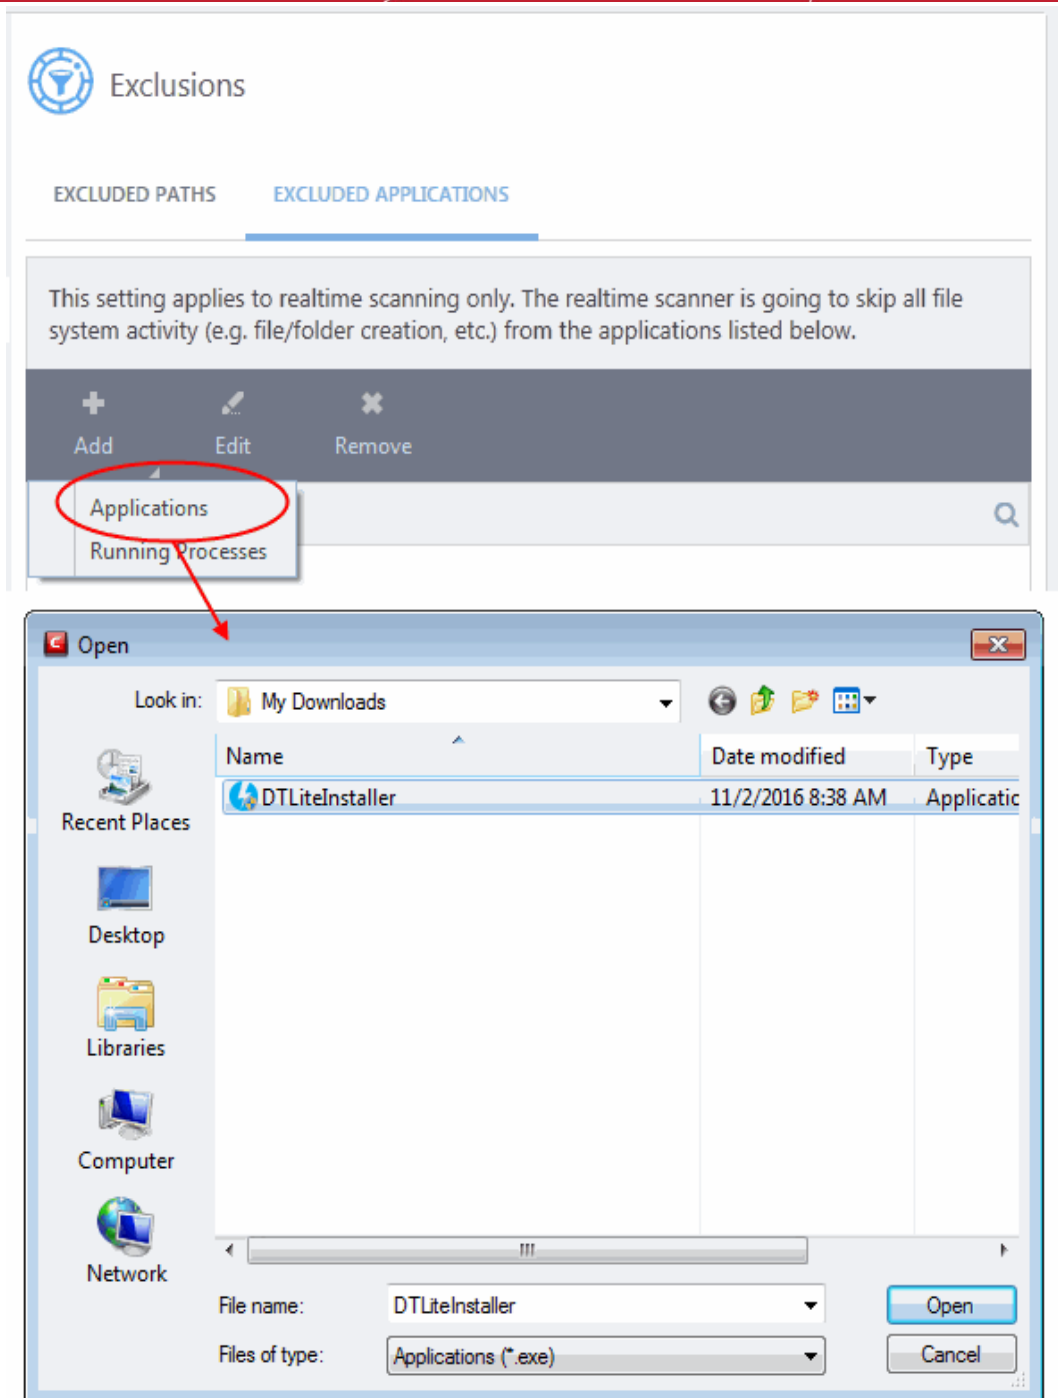 Exclusions
EXCLUDED PATHS EXCLUDED APPLICATIONS
This setting applies to realtime scanning only. The realtime scanner is going to skip all file
system activity (e.g. file/folder creation, etc.) from the applications listed below.
Add Edit Remove
Applications
Running Processes
Open
Look in: My Downloads
Name Date modified Type
DTLiteInstaller 11/2/2016 8:38 AM Applicatic
Recent Places
Desktop
Libraries
Computer
Network
File name: DTLiteInstaller Open
Files of type: Applications (*.exe) Cancel